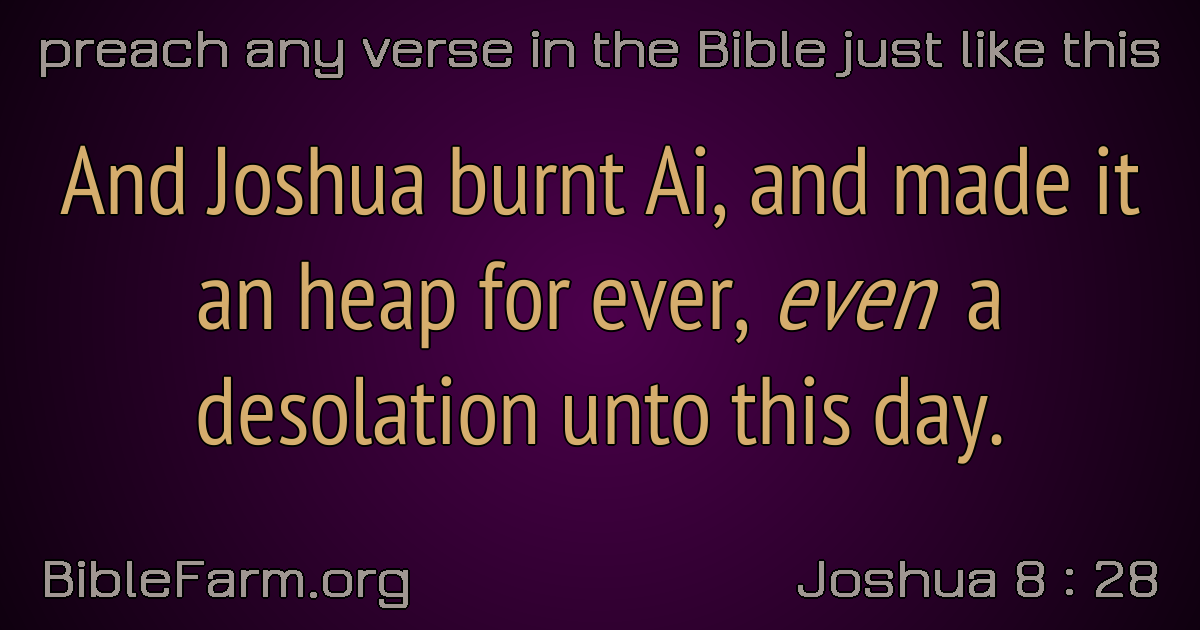 preach any verse in the Bible just like this
And Joshua burnt Ai, and made it
an heap for ever, even a
desolation unto this day.
BibleFarm.org
Joshua 8 : 28